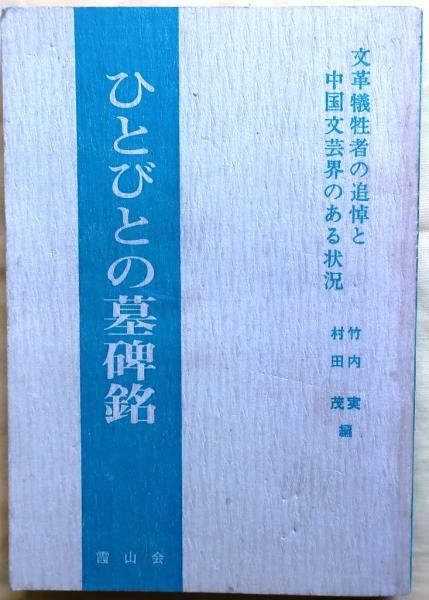 文革犠牲者の追悼と
中国文芸界のある状況
竹内 実
村田 茂 編
ひとびとの墓碑銘
霞山会